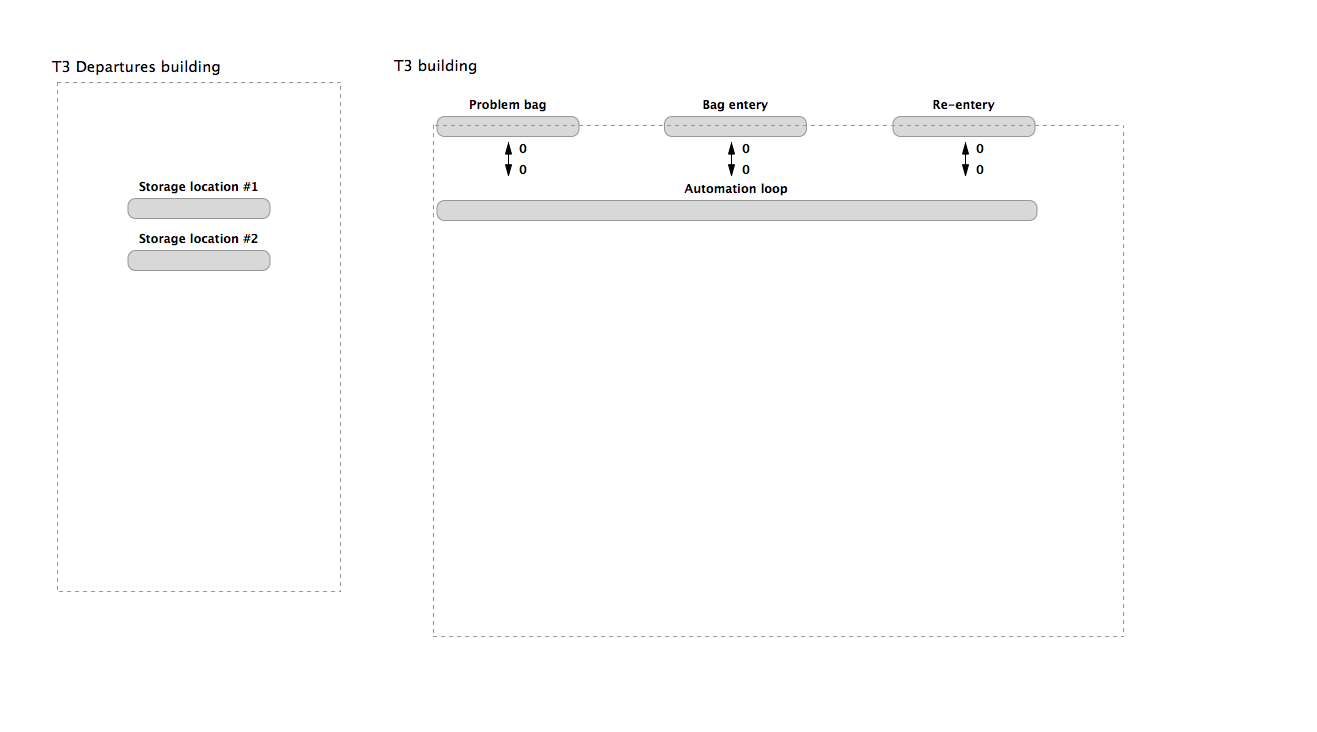 T3 Departures building
T3 building
Problem bag
Bag entery
Re-entery
0
0
0
0
0
0
Automation loop
Storage location #1
Storage location #2